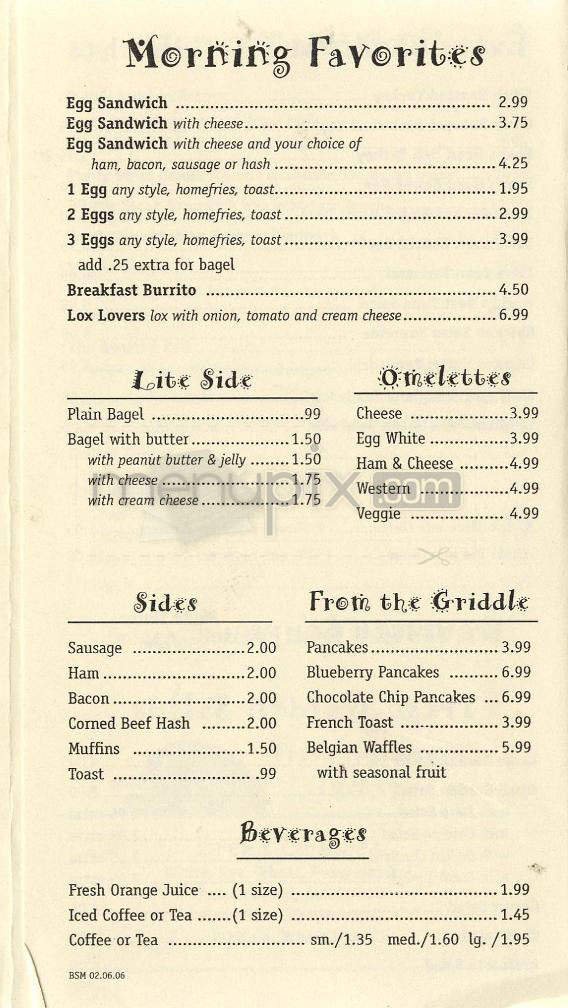 Morning Favorites
Egg Sandwich ................ 2.99
Egg Sandwich with cheese................ 3.75
Egg Sandwich with cheese and your choice of
ham, bacon, sausage or hash ................ 4.25
1 Egg any style, homefries, toast................ 1.95
2 Eggs any style, homefries, toast ................ 2.99
3 Eggs any style, homefries, toast ................ 3.99
add .25 extra for bagel
Breakfast Burrito ................ 4.50
Lox Lovers lox with onion, tomato and cream cheese................ 6.99
Lite Side
Plain Bagel ................ .99
Bagel with butter................ 1.50
with peanut butter & jelly ........ 1.50
with cheese ................ 1.75
with cream cheese ................ 1.75
Omelettes
Cheese ................ 3.99
Egg White ................ 3.99
Ham & Cheese .......... 4.99
Western ................ 4.99
Veggie ................ 4.99
menupix.com
Sides
Sausage ................ 2.00
Ham ................ 2.00
Bacon ................ 2.00
Corned Beef Hash ......... 2.00
Muffins ................ 1.50
Toast ................ .99
From the Griddle
Pancakes................ 3.99
Blueberry Pancakes .......... 6.99
Chocolate Chip Pancakes ... 6.99
French Toast ................ 3.99
Belgian Waffles ................ 5.99
with seasonal fruit
Beverages
Fresh Orange Juice .... (1 size) ................ 1.99
Iced Coffee or Tea .......(1 size) ................ 1.45
Coffee or Tea ................ sm./1.35 med./1.60 lg. /1.95
BSM 02.06.06